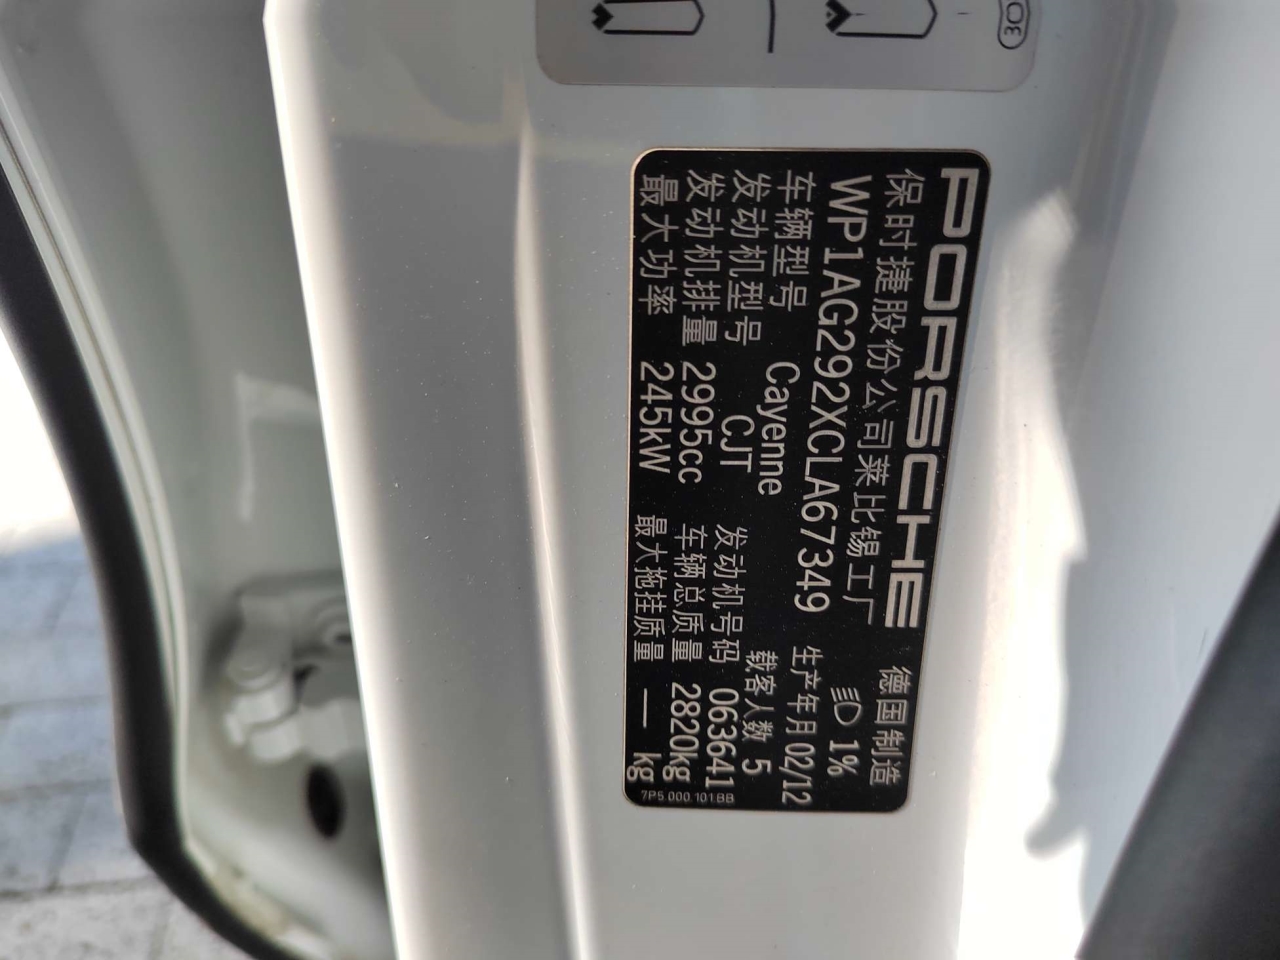 PORSCHE
保时捷股份公司莱比锡工厂 德国制造
WP1AG292XCLA67349 1%
车辆型号 Cayenne 生产年月 02/12
发动机型号 CJT 载客人数 5
发动机排量 2995cc 发动机号码 063641
最大功率 245kW 车辆总质量 2820kg
最大拖挂质量 — kg
7P5.000.101.BB